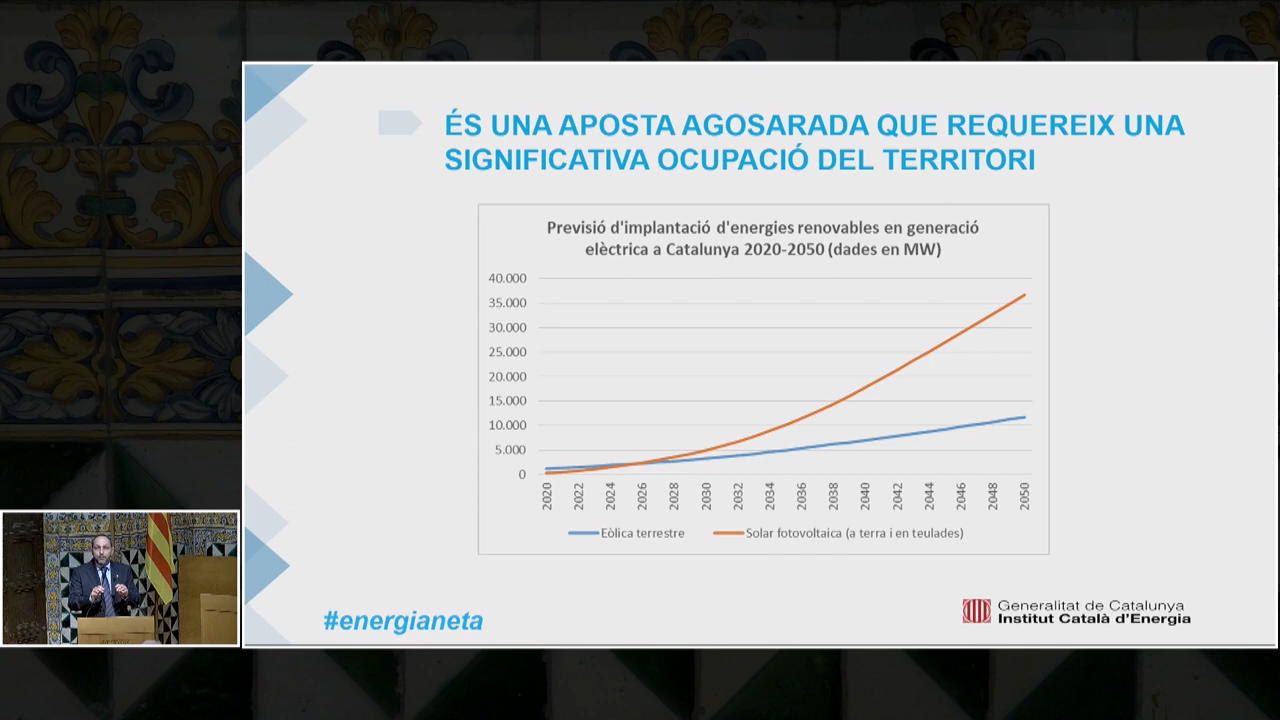 ÉS UNA APOSTA AGOSARADA QUE REQUEREIX UNA
SIGNIFICATIVA OCUPACIÓ DEL TERRITORI
Previsió d'implantació d'energies renovables en generació
elèctrica a Catalunya 2020-2050 (dades en MW)
40.000
35.000
30.000
25.000
20.000
15.000
10.000
5.000
0
2020 2022 2024 2026 2028 2030 2032 2034 2036 2038 2040 2042 2044 2046 2048 2050
Eòlica terrestre Solar fotovoltaica (a terra i en teulades)
#energianeta
Generalitat de Catalunya
Institut Català d'Energia